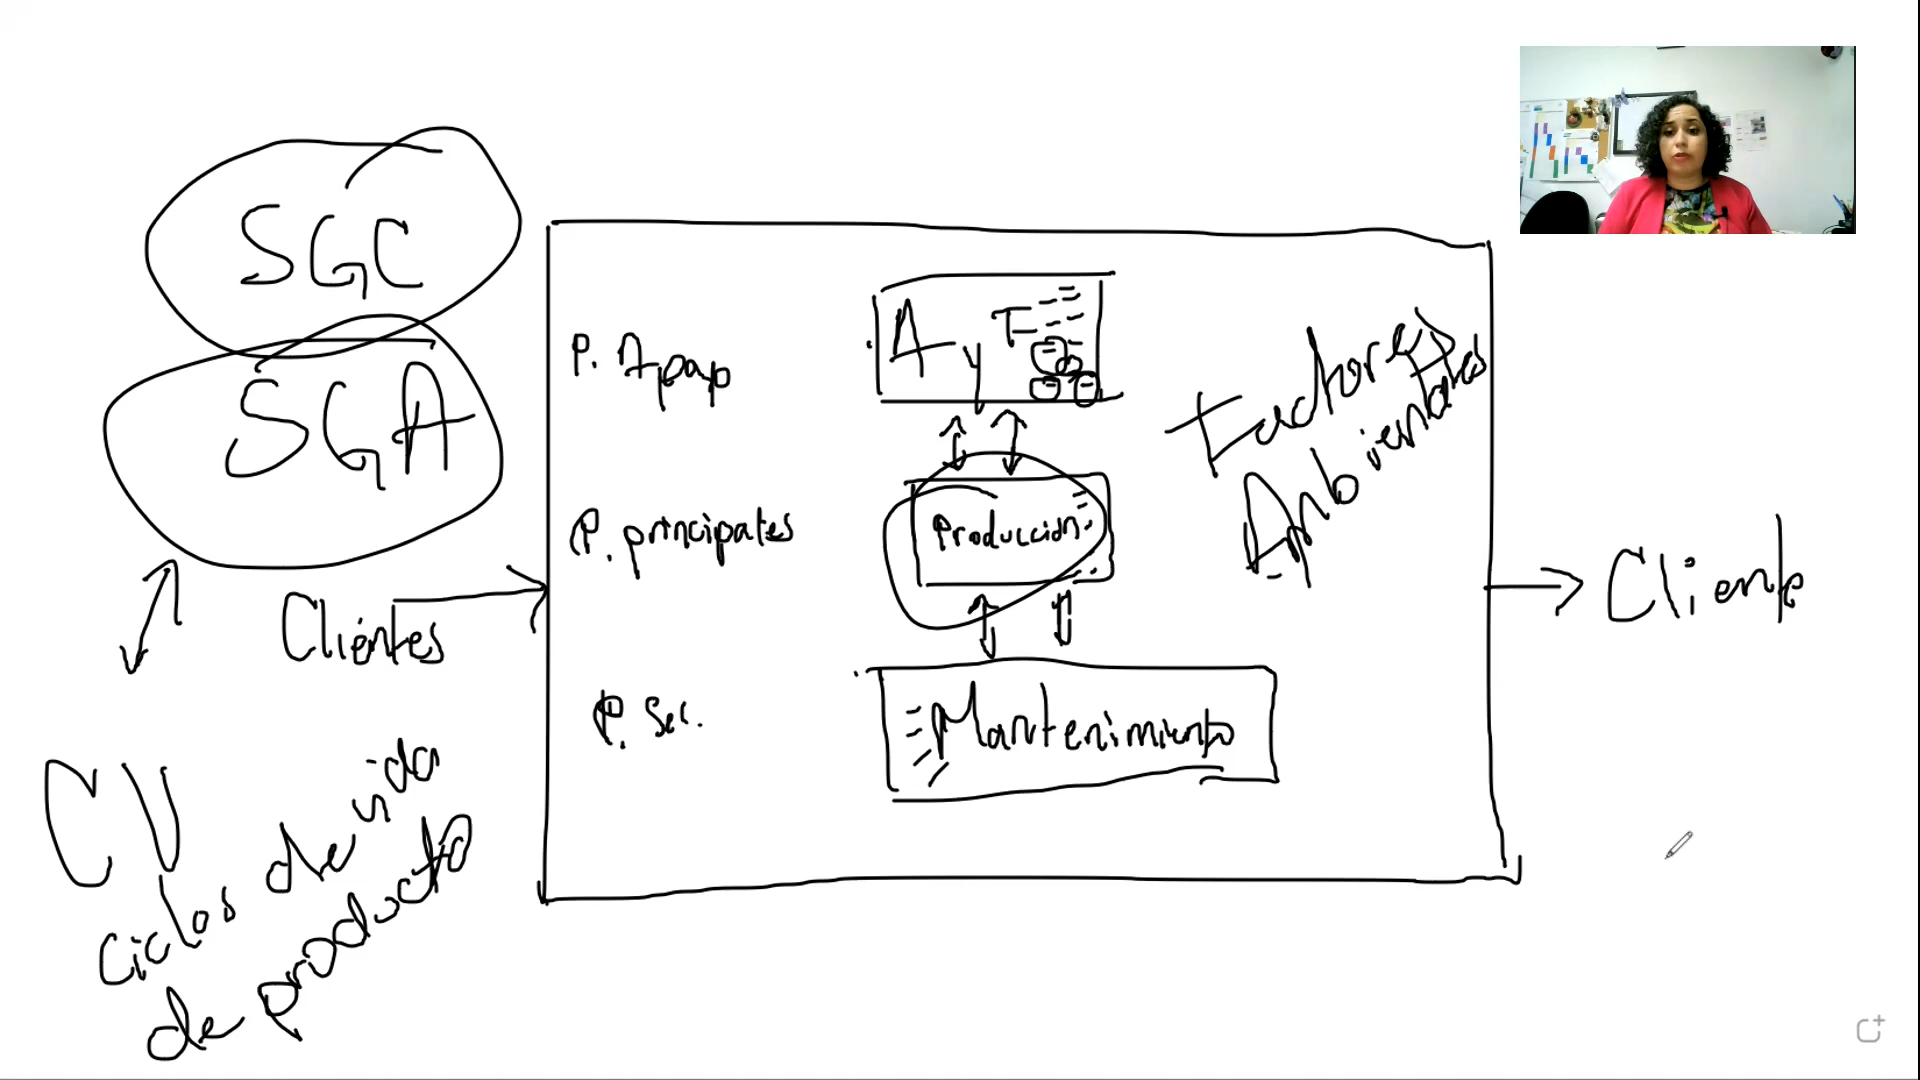 SGC
SGA
Clientes
CV
Ciclos de vida
de producto
P. Apoyo
A y T
P. principales
Producción
P. Sec.
Mantenimiento
Factores
Ambientales
Cliente